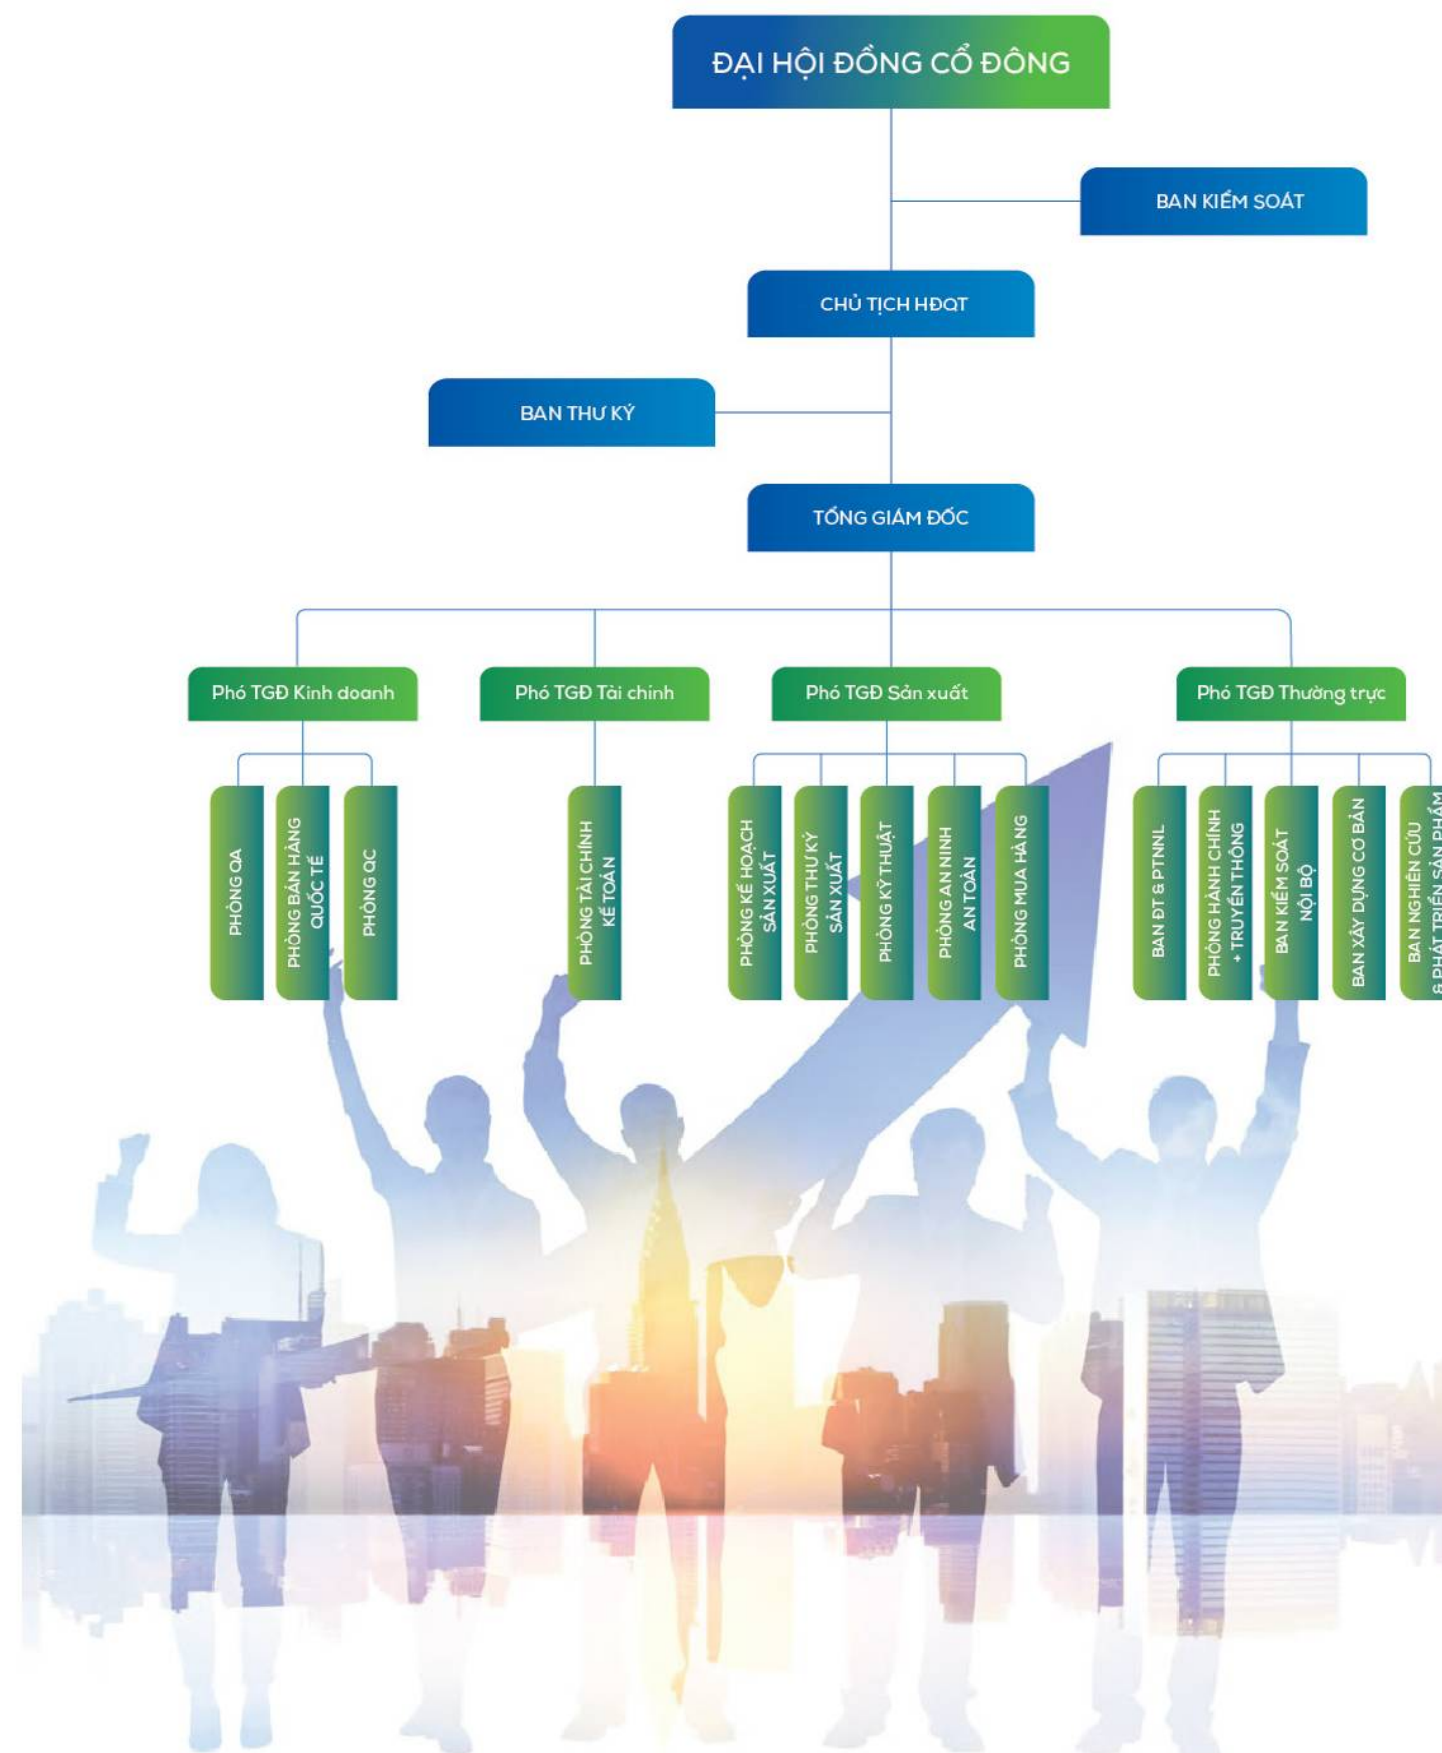 ĐẠI HỘI ĐỒNG CỔ ĐÔNG
BAN KIỂM SOÁT
CHỦ TỊCH HĐQT
BAN THƯ KÝ
TỔNG GIÁM ĐỐC
Phó TGĐ Kinh doanh
Phó TGĐ Tài chính
Phó TGĐ Sản xuất
Phó TGĐ Thường trực
PHÒNG QA
PHÒNG BÁN HÀNG
QUỐC TẾ
PHÒNG QC
PHÒNG TÀI CHÍNH
KẾ TOÁN
PHÒNG KẾ HOẠCH
SẢN XUẤT
PHÒNG THƯ KÝ
SẢN XUẤT
PHÒNG KỸ THUẬT
PHÒNG AN NINH
AN TOÀN
PHÒNG MUA HÀNG
BAN ĐT & PTNNL
PHÒNG HÀNH CHÍNH
+ TRUYỀN THÔNG
BAN KIỂM SOÁT
NỘI BỘ
BAN XÂY DỰNG CƠ BẢN
BAN NGHIÊN CỨU
& PHÁT TRIỂN SẢN PHẨM